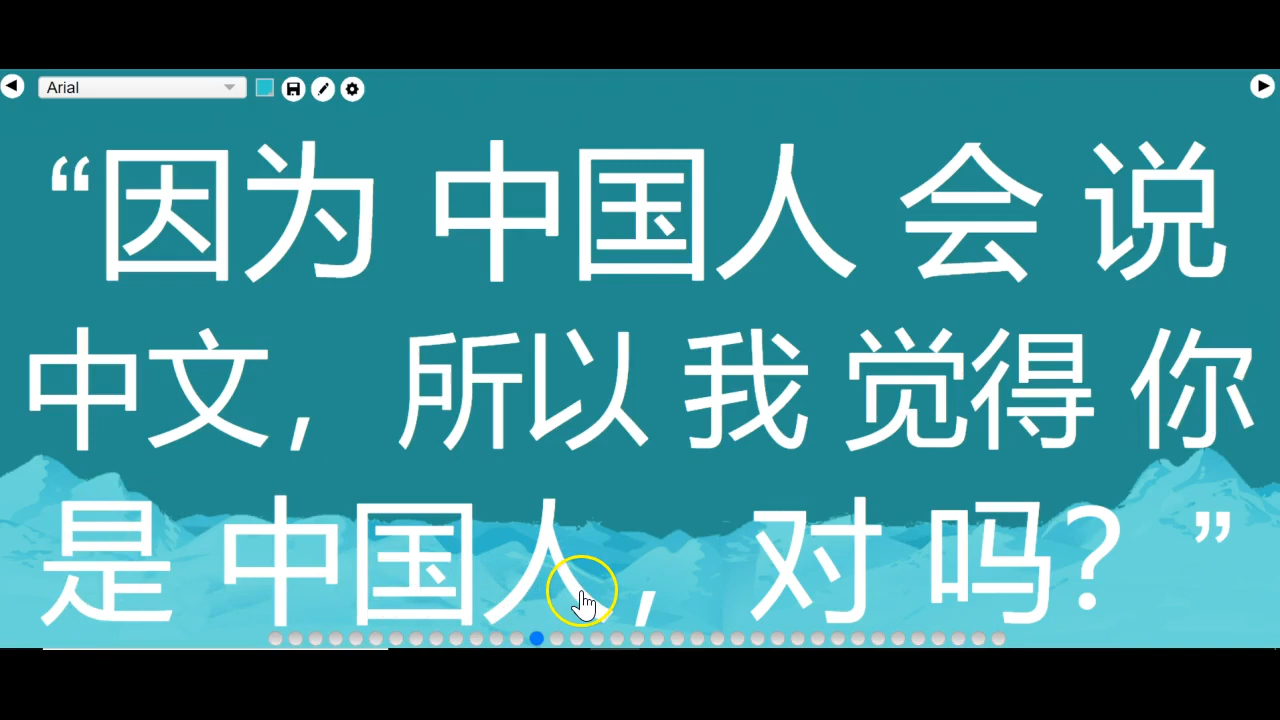 Arial
“因为 中国人 会 说
中文，所以 我 觉得 你
是 中国人，对 吗？”